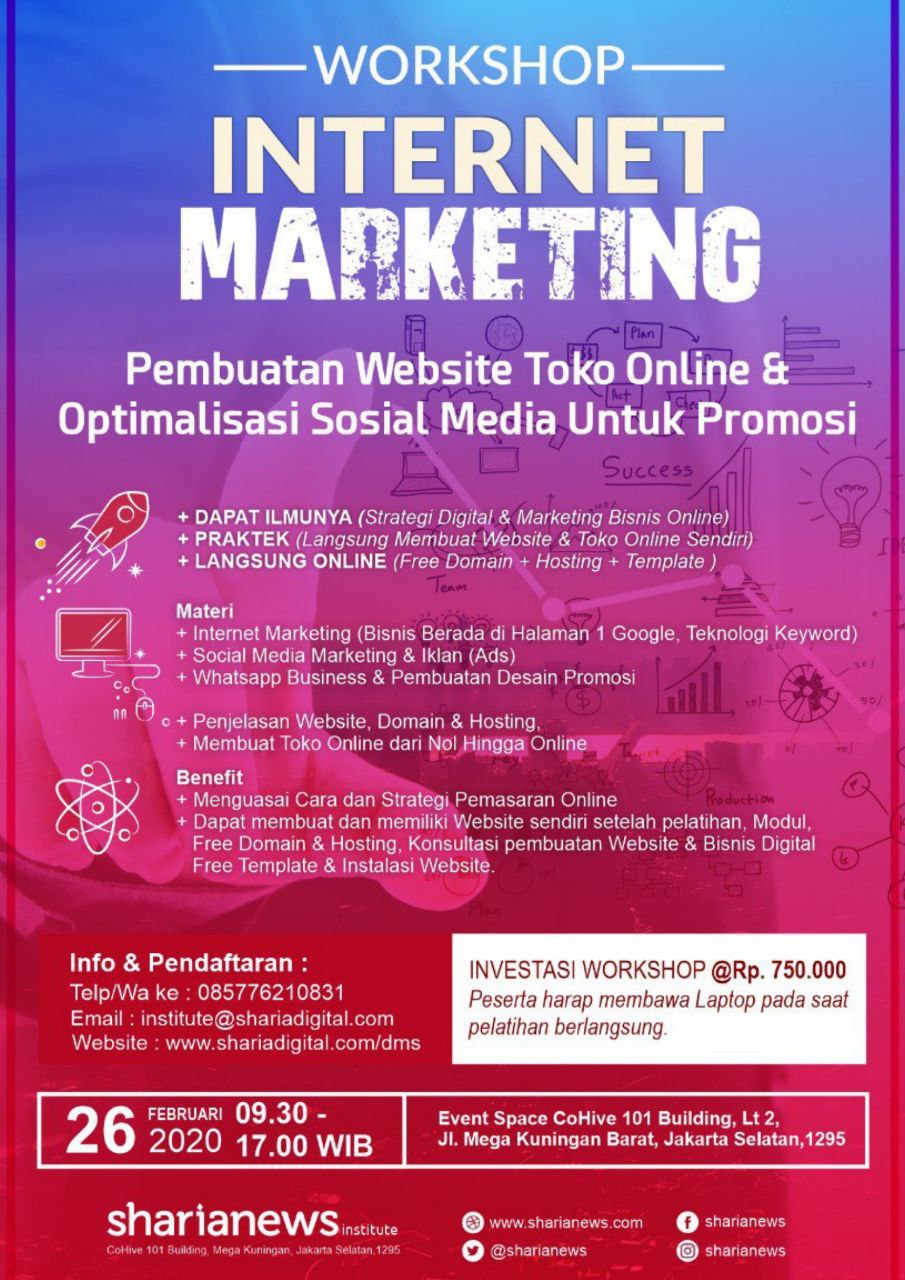 WORKSHOP
INTERNET
MARKETING
Pembuatan Website Toko Online &
Optimalisasi Sosial Media Untuk Promosi
Plan
Act
Success
+ DAPAT ILMUNYA (Strategi Digital & Marketing Bisnis Online)
+ PRAKTEK (Langsung Membuat Website & Toko Online Sendiri)
+ LANGSUNG ONLINE (Free Domain + Hosting + Template )
Team
Materi
+ Internet Marketing (Bisnis Berada di Halaman 1 Google, Teknologi Keyword)
+ Social Media Marketing & Iklan (Ads)
+ Whatsapp Business & Pembuatan Desain Promosi
+ Penjelasan Website, Domain & Hosting,
+ Membuat Toko Online dari Nol Hingga Online
Benefit
+ Menguasai Cara dan Strategi Pemasaran Online
Production
+ Dapat membuat dan memiliki Website sendiri setelah pelatihan, Modul,
Free Domain & Hosting, Konsultasi pembuatan Website & Bisnis Digital
Free Template & Instalasi Website.
Plan
Info & Pendaftaran :
Telp/Wa ke : 085776210831
Email : institute@shariadigital.com
Website : www.shariadigital.com/dms
INVESTASI WORKSHOP @Rp. 750.000
Peserta harap membawa Laptop pada saat
pelatihan berlangsung.
26 FEBRUARI 2020
09.30 -
17.00 WIB
Event Space CoHive 101 Building, Lt 2,
Jl. Mega Kuningan Barat, Jakarta Selatan,1295
sharianews institute
CoHive 101 Building, Mega Kuningan, Jakarta Selatan,1295
www.sharianews.com
sharianews
@sharianews
sharianews